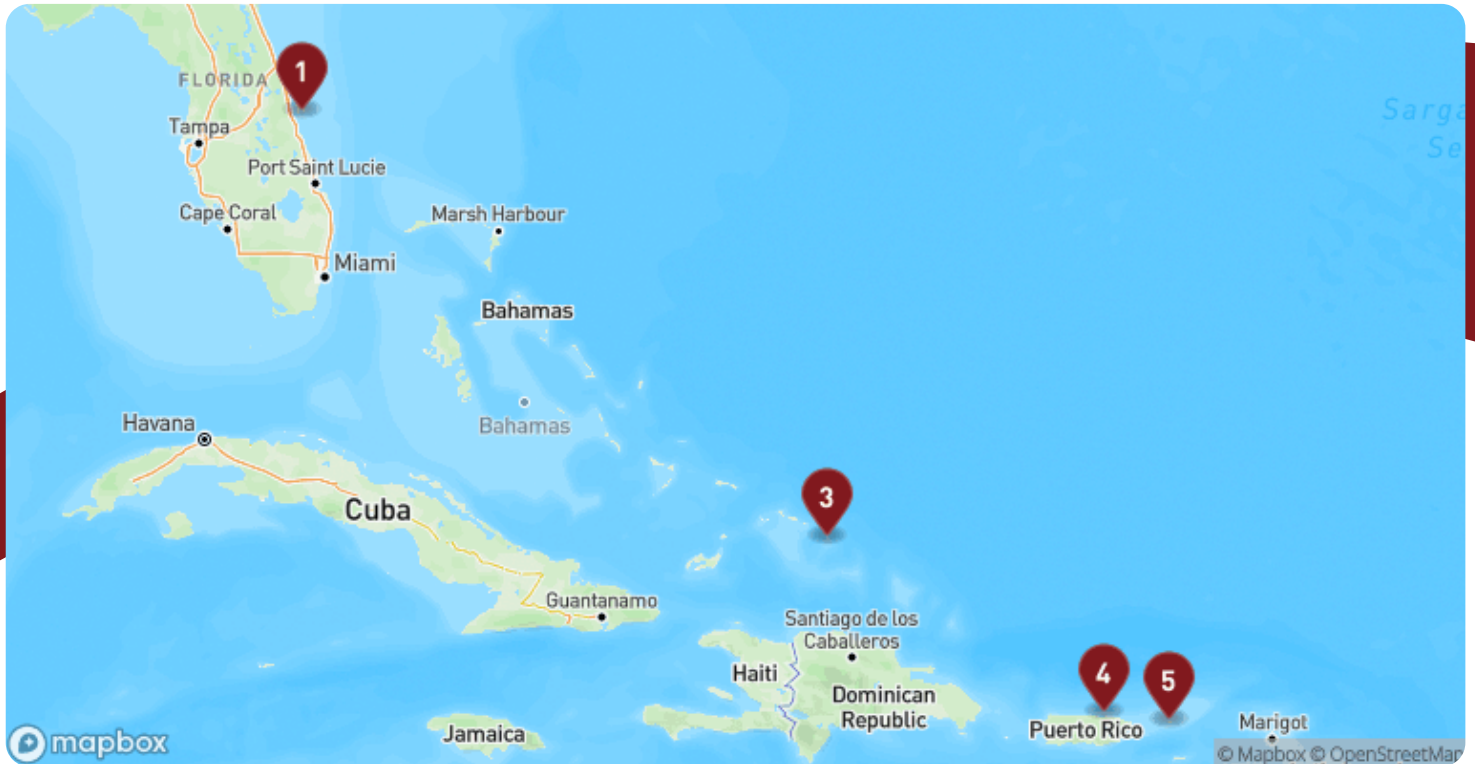 1
FLORIDA
Tampa
Port Saint Lucie
Cape Coral
Marsh Harbour
Miami
Bahamas
Havana
Bahamas
Cuba
3
Guantanamo
Santiago de los
Caballeros
Haiti
4
5
Dominican
Republic
Puerto Rico
Marigot
Jamaica
mapbox
© Mapbox © OpenStreetMap